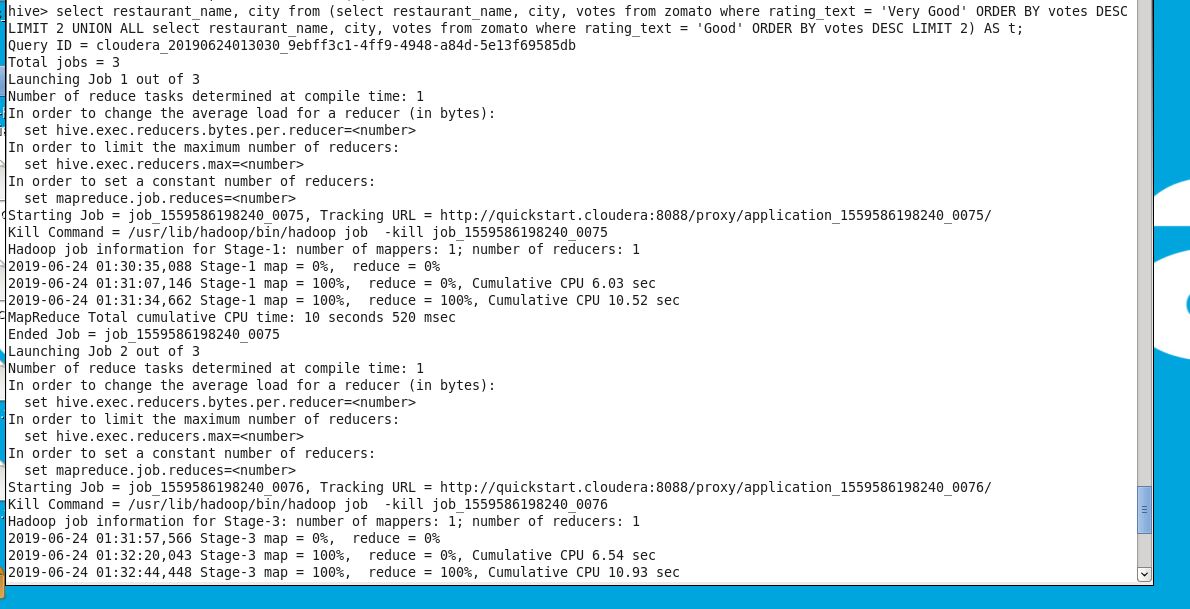 hive> select restaurant_name, city from (select restaurant_name, city, votes from zomato where rating_text = 'Very Good' ORDER BY votes DESC
LIMIT 2 UNION ALL select restaurant_name, city, votes from zomato where rating_text = 'Good' ORDER BY votes DESC LIMIT 2) AS t;
Query ID = cloudera_20190624013030_9ebff3c1-4ff9-4948-a84d-5e13f69585db
Total jobs = 3
Launching Job 1 out of 3
Number of reduce tasks determined at compile time: 1
In order to change the average load for a reducer (in bytes):
  set hive.exec.reducers.bytes.per.reducer=<number>
In order to limit the maximum number of reducers:
  set hive.exec.reducers.max=<number>
In order to set a constant number of reducers:
  set mapreduce.job.reduces=<number>
Starting Job = job_1559586198240_0075, Tracking URL = http://quickstart.cloudera:8088/proxy/application_1559586198240_0075/
Kill Command = /usr/lib/hadoop/bin/hadoop job  -kill job_1559586198240_0075
Hadoop job information for Stage-1: number of mappers: 1; number of reducers: 1
2019-06-24 01:30:35,088 Stage-1 map = 0%,  reduce = 0%
2019-06-24 01:31:07,146 Stage-1 map = 100%,  reduce = 0%, Cumulative CPU 6.03 sec
2019-06-24 01:31:34,662 Stage-1 map = 100%,  reduce = 100%, Cumulative CPU 10.52 sec
MapReduce Total cumulative CPU time: 10 seconds 520 msec
Ended Job = job_1559586198240_0075
Launching Job 2 out of 3
Number of reduce tasks determined at compile time: 1
In order to change the average load for a reducer (in bytes):
  set hive.exec.reducers.bytes.per.reducer=<number>
In order to limit the maximum number of reducers:
  set hive.exec.reducers.max=<number>
In order to set a constant number of reducers:
  set mapreduce.job.reduces=<number>
Starting Job = job_1559586198240_0076, Tracking URL = http://quickstart.cloudera:8088/proxy/application_1559586198240_0076/
Kill Command = /usr/lib/hadoop/bin/hadoop job  -kill job_1559586198240_0076
Hadoop job information for Stage-3: number of mappers: 1; number of reducers: 1
2019-06-24 01:31:57,566 Stage-3 map = 0%,  reduce = 0%
2019-06-24 01:32:20,043 Stage-3 map = 100%,  reduce = 0%, Cumulative CPU 6.54 sec
2019-06-24 01:32:44,448 Stage-3 map = 100%,  reduce = 100%, Cumulative CPU 10.93 sec